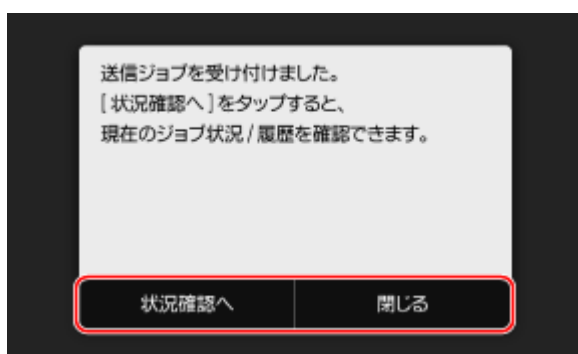 送信ジョブを受け付けました。
[状況確認へ]をタップすると、
現在のジョブ状況/履歴を確認できます。
状況確認へ
閉じる